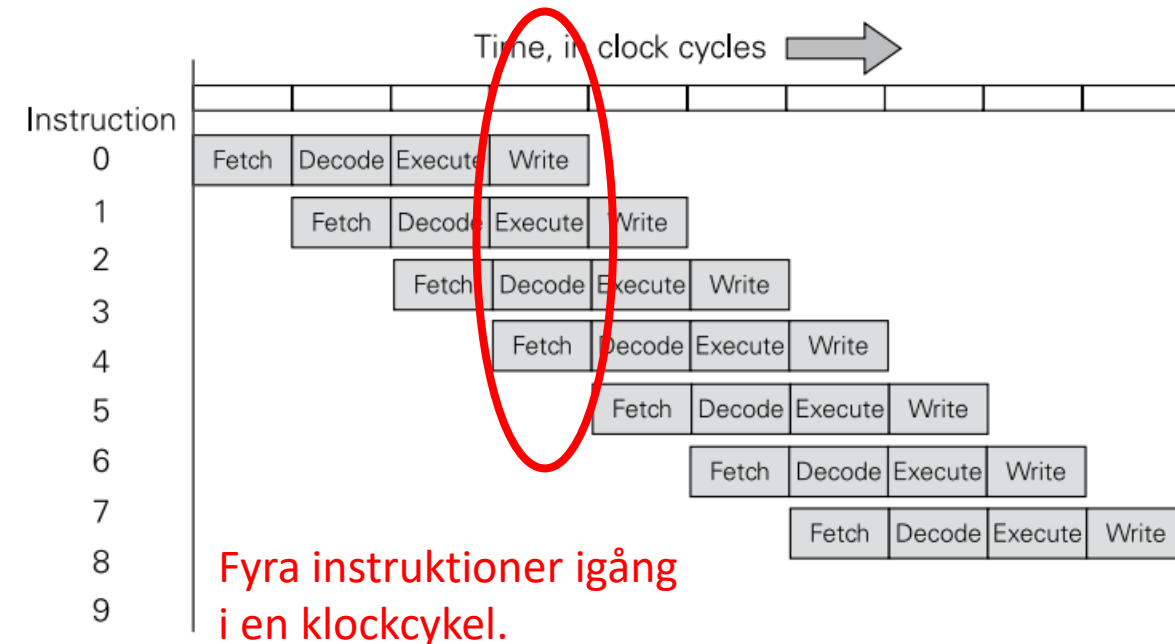 Time, in clock cycles
Instruction
0 Fetch Decode Execute Write
1 Fetch Decode Execute Write
2 Fetch Decode Execute Write
3
4 Fetch Decode Execute Write
5 Fetch Decode Execute Write
6 Fetch Decode Execute Write
7 Fetch Decode Execute Write
8
9
Fyra instruktioner igång
i en klockcykel.